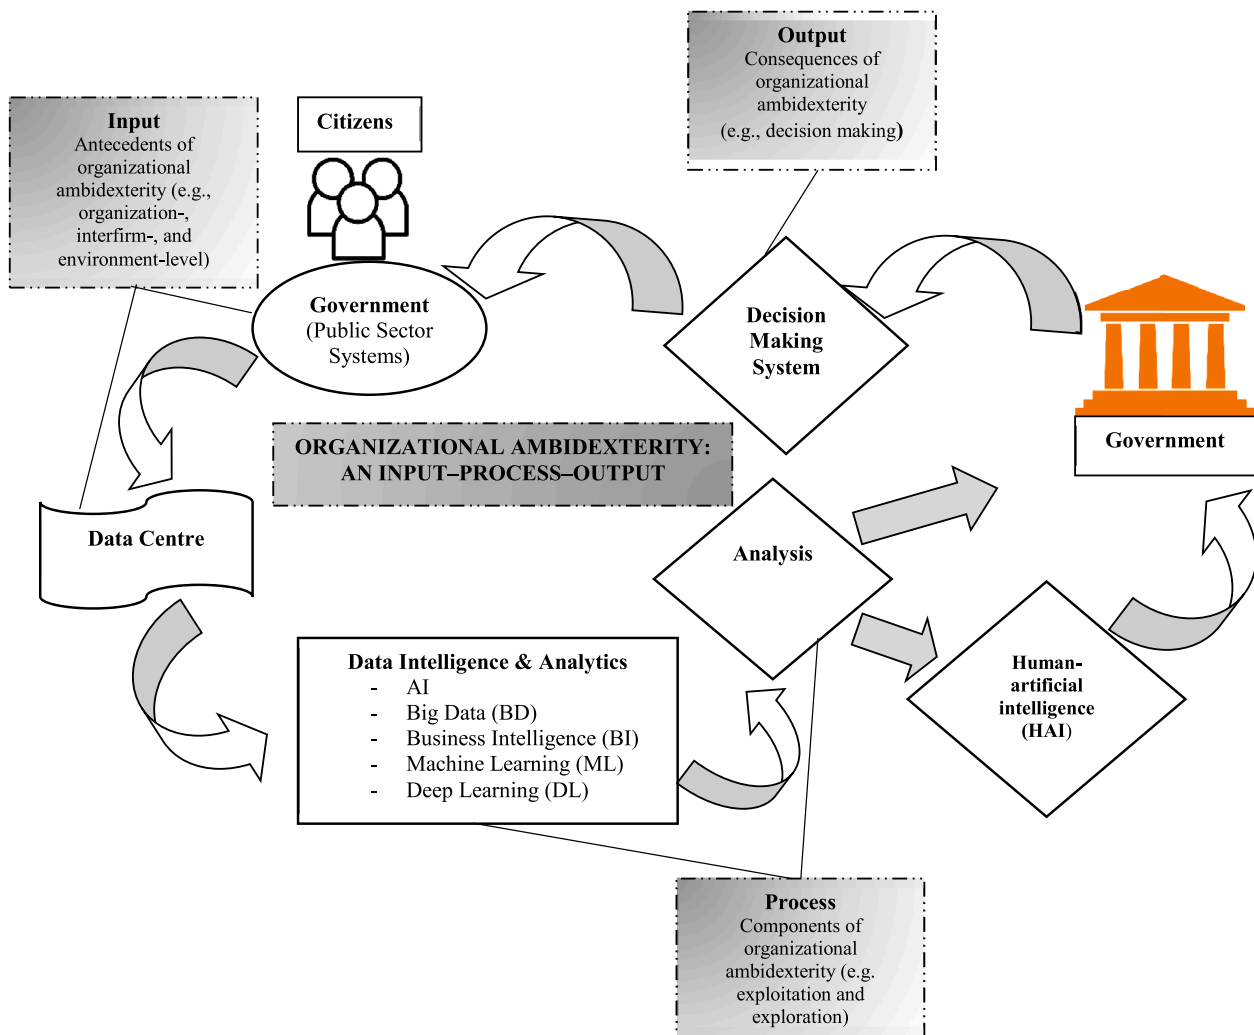 Output
Consequences of
organizational
ambidexterity
(e.g., decision making)
Input
Antecedents of
organizational
ambidexterity (e.g.,
organization-,
interfirm-, and
environment-level)
Citizens
Government
(Public Sector
Systems)
Decision
Making
System
Government
ORGANIZATIONAL AMBIDEXTERITY:
AN INPUT–PROCESS–OUTPUT
Data Centre
Analysis
Data Intelligence & Analytics
- AI
- Big Data (BD)
- Business Intelligence (BI)
- Machine Learning (ML)
- Deep Learning (DL)
Human-
artificial
intelligence
(HAI)
Process
Components of
organizational
ambidexterity (e.g.
exploitation and
exploration)